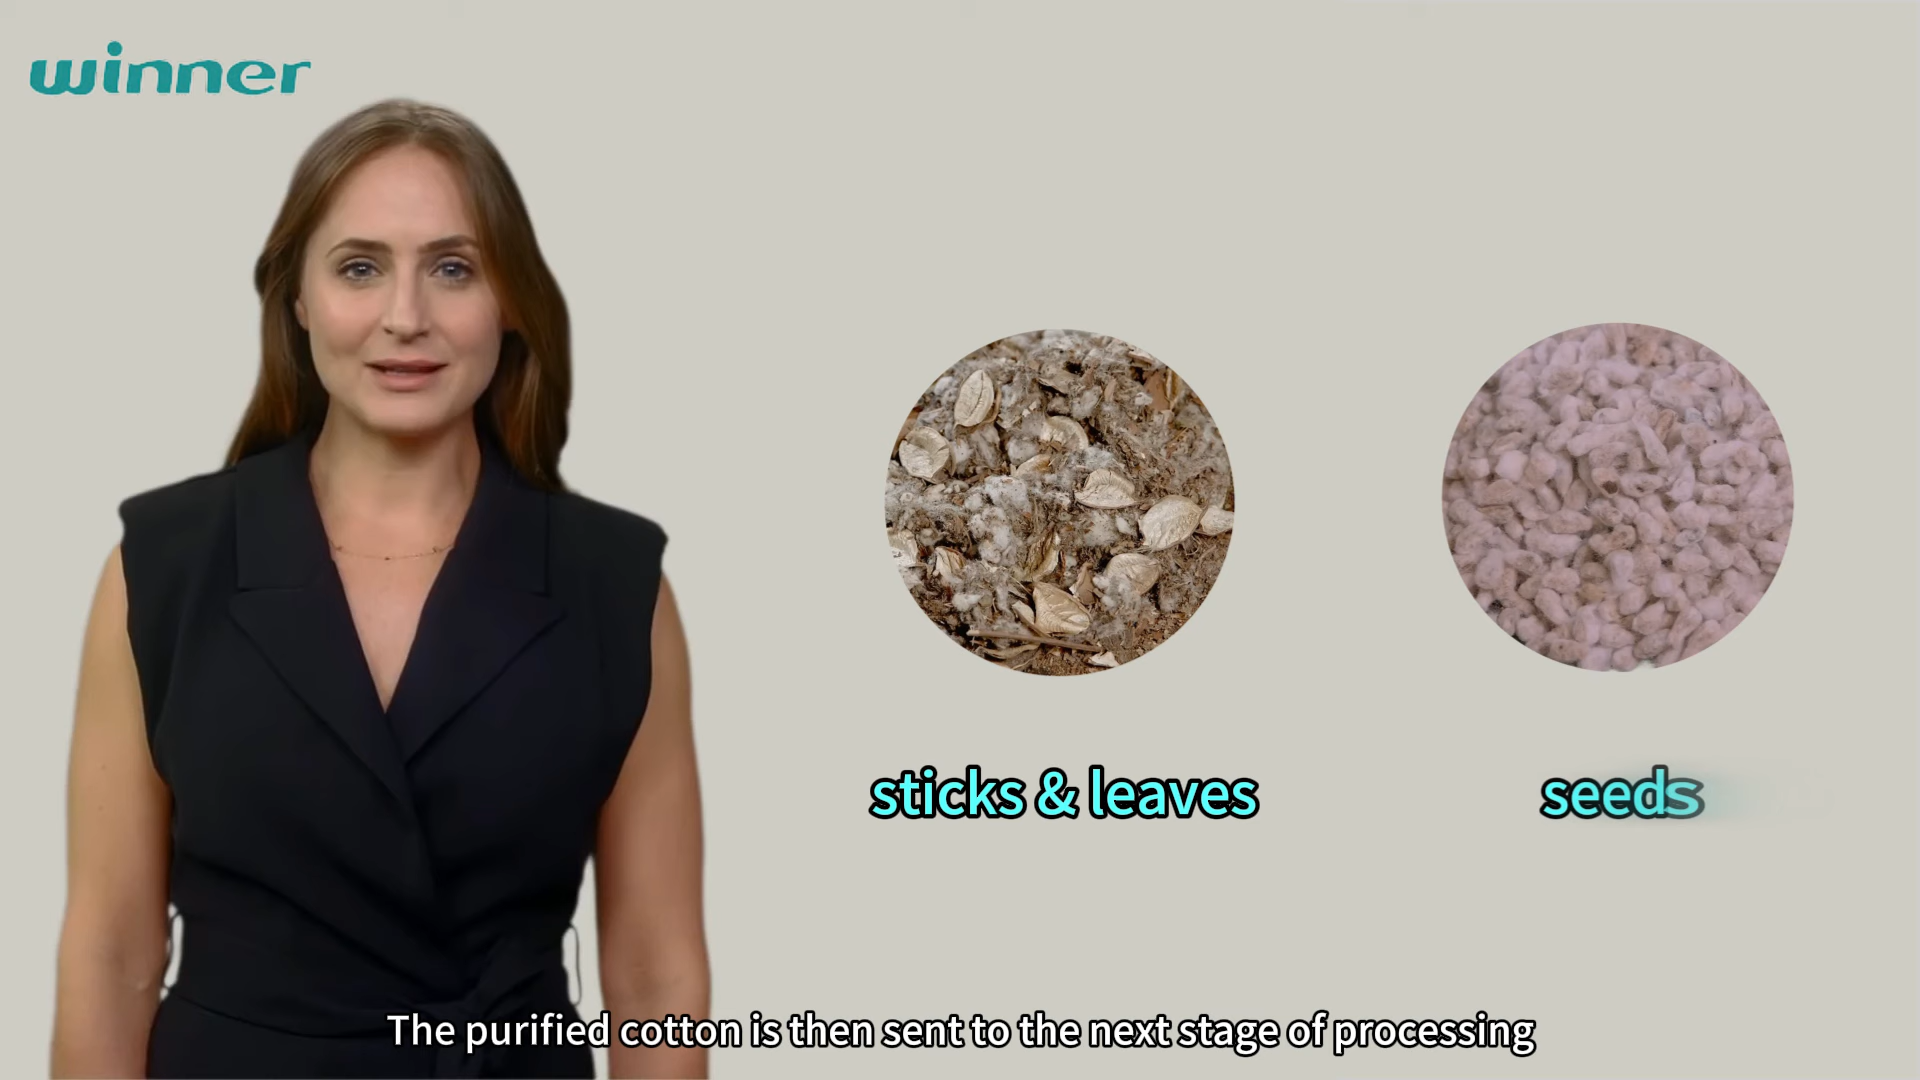 winner
sticks & leaves
seeds
The purified cotton is then sent to the next stage of processing